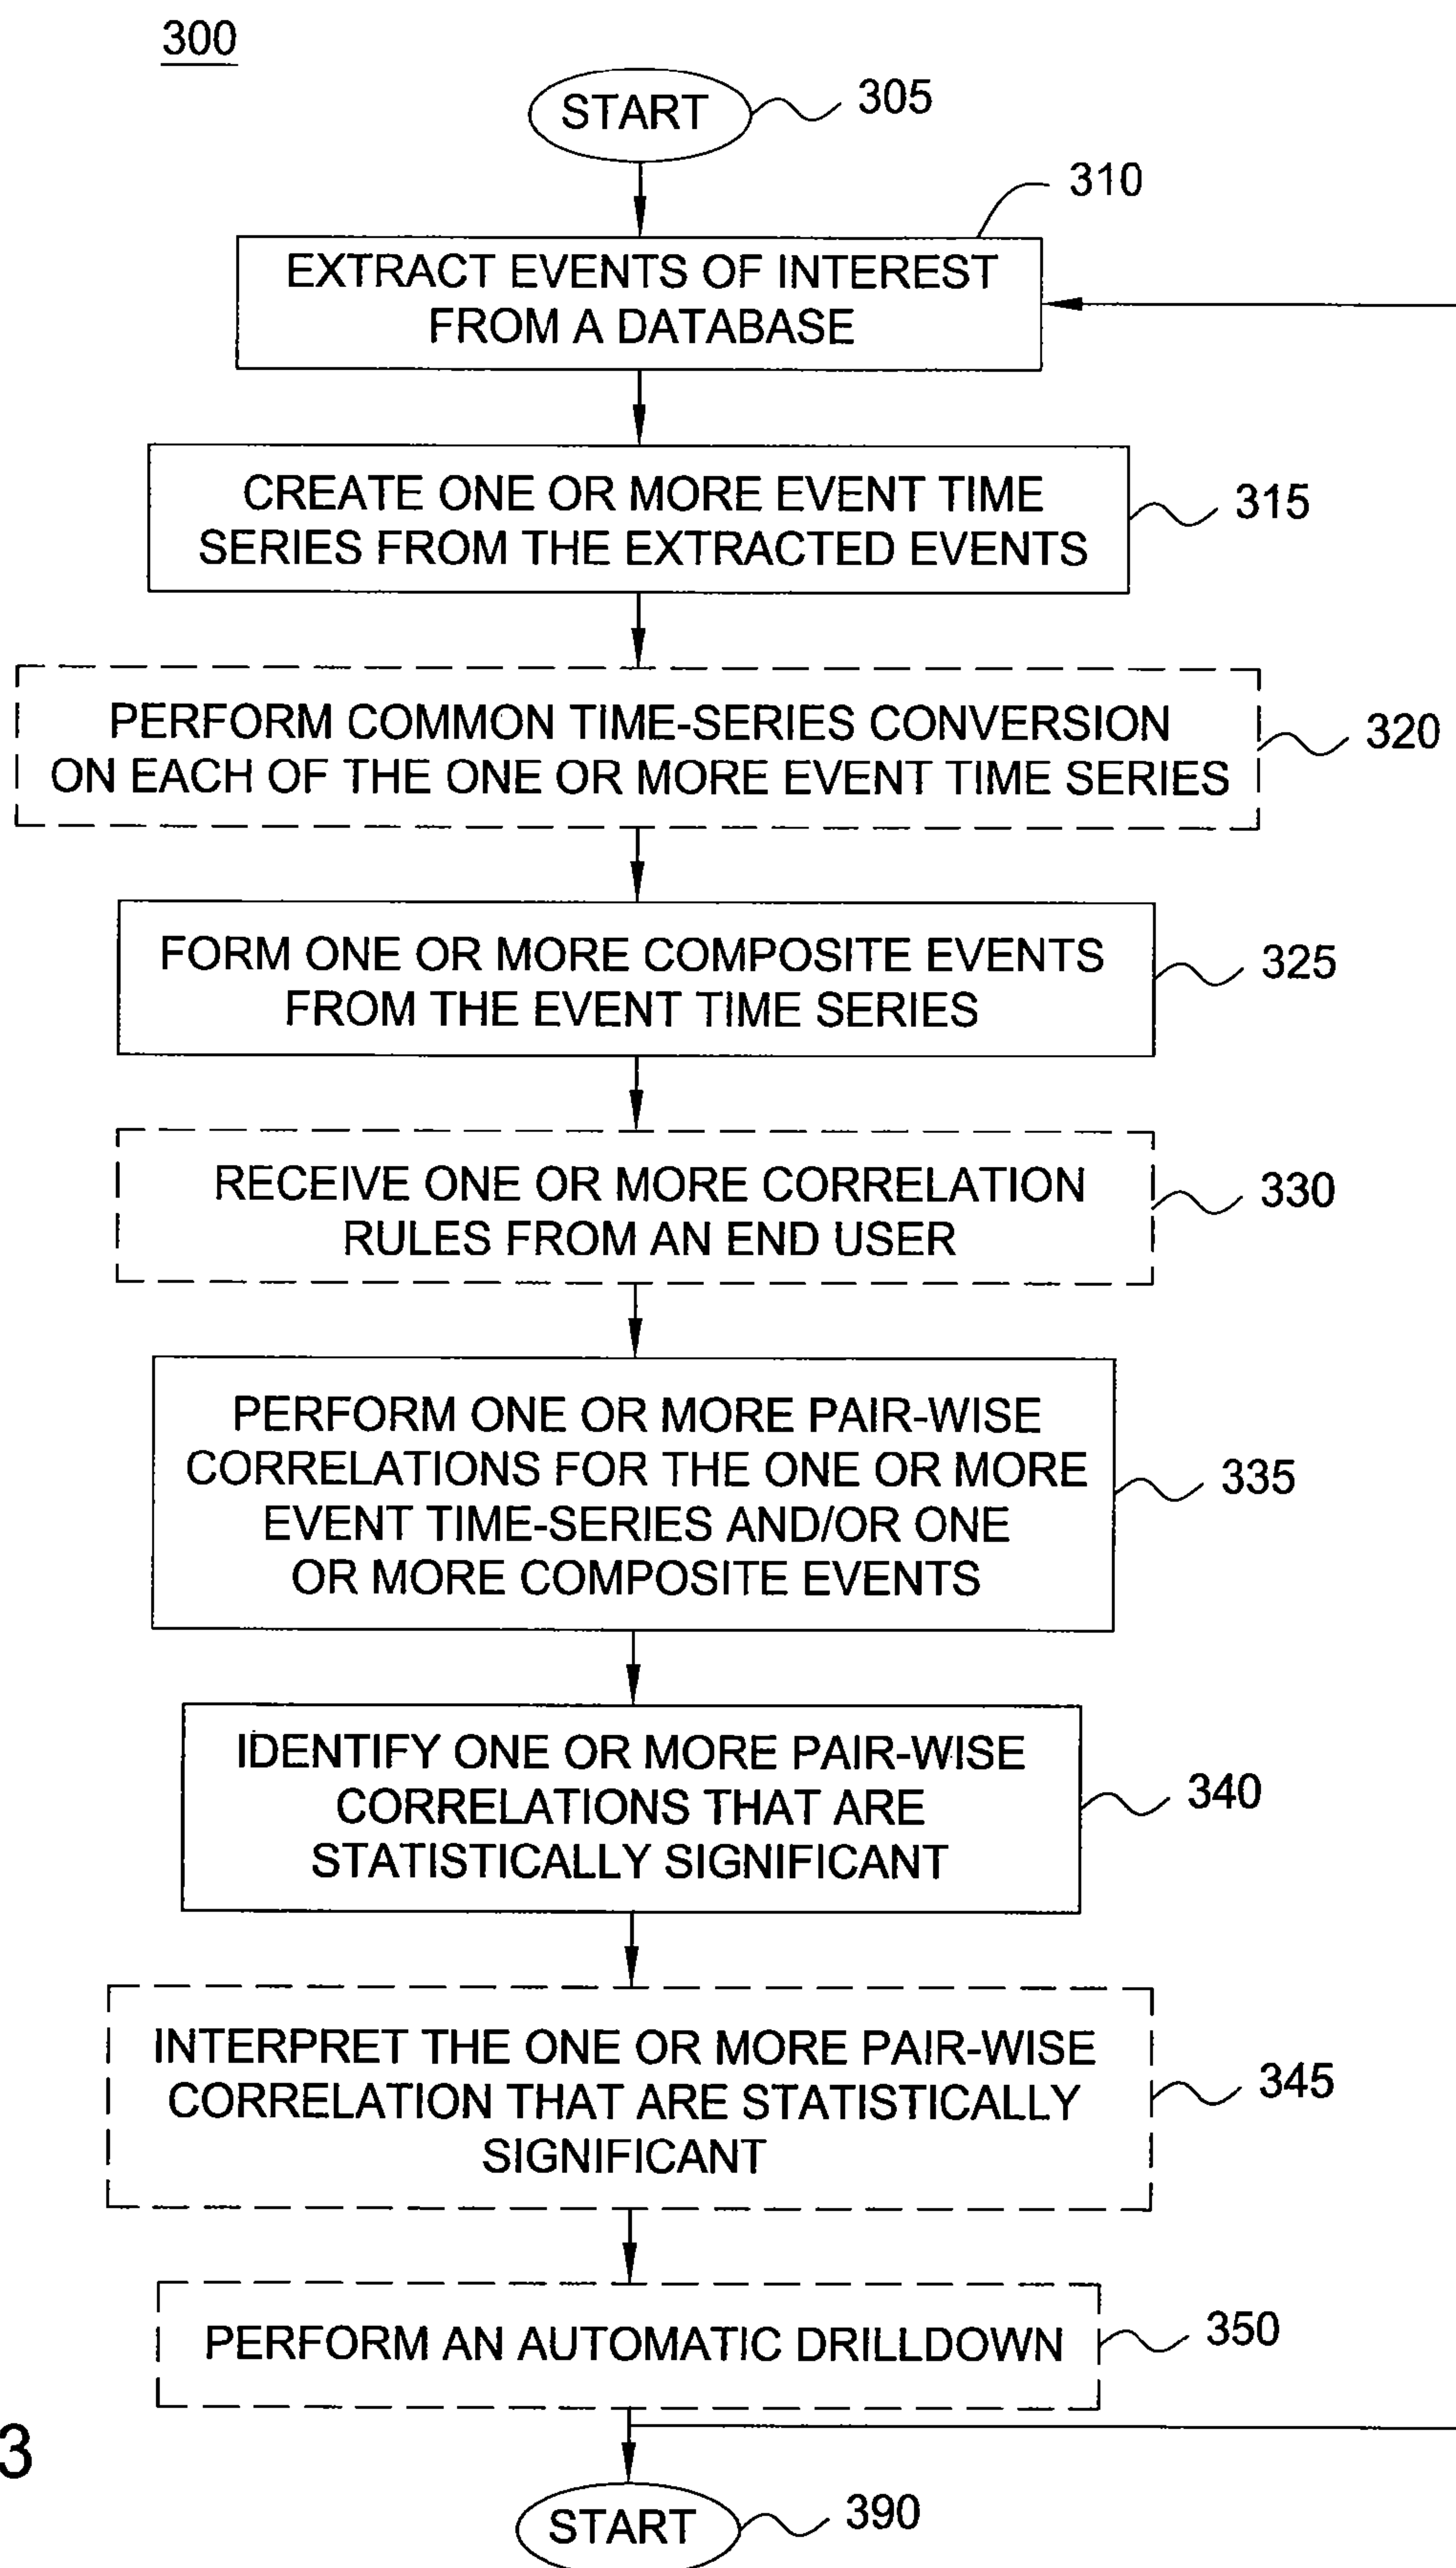 300
START
305
310
EXTRACT EVENTS OF INTEREST
FROM A DATABASE
CREATE ONE OR MORE EVENT TIME
SERIES FROM THE EXTRACTED EVENTS
315
PERFORM COMMON TIME-SERIES CONVERSION
ON EACH OF THE ONE OR MORE EVENT TIME SERIES
320
FORM ONE OR MORE COMPOSITE EVENTS
FROM THE EVENT TIME SERIES
325
RECEIVE ONE OR MORE CORRELATION
RULES FROM AN END USER
330
PERFORM ONE OR MORE PAIR-WISE
CORRELATIONS FOR THE ONE OR MORE
EVENT TIME-SERIES AND/OR ONE
OR MORE COMPOSITE EVENTS
335
IDENTIFY ONE OR MORE PAIR-WISE
CORRELATIONS THAT ARE
STATISTICALLY SIGNIFICANT
340
INTERPRET THE ONE OR MORE PAIR-WISE
CORRELATION THAT ARE STATISTICALLY
SIGNIFICANT
345
PERFORM AN AUTOMATIC DRILLDOWN
350
3
START
390